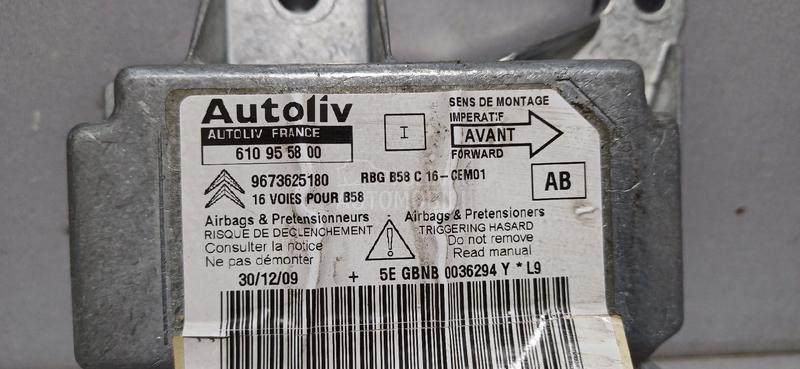 Autoliv
AUTOLIV FRANCE
610 95 58 00
I
SENS DE MONTAGE
IMPERATIF
AVANT
FORWARD
9673625180
RBG B58 C 16-CEM01
16 VOIES POUR B58
AB
Airbags & Pretensionneurs
RISQUE DE DECLENCHEMENT
Consulter la notice
Ne pas démonter
Airbags & Pretensioners
TRIGGERING HASARD
Do not remove
Read manual
30/12/09 + 5E GBNB 0036294 Y * L9